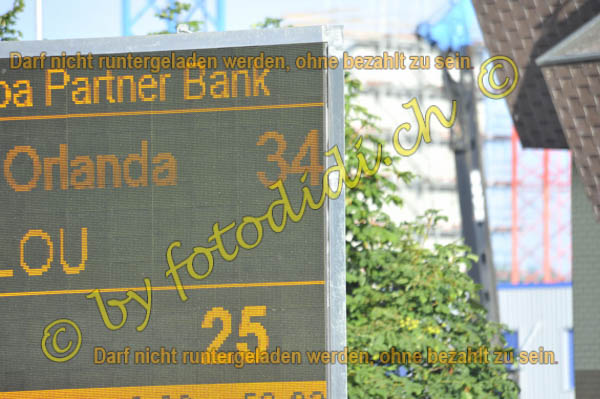 Darf nicht runtergeladen werden, ohne bezahlt zu sein.
pa Partner Bank
Orlanda 34
LOU
© by fotodidi.ch ©
25
Darf nicht runtergeladen werden, ohne bezahlt zu sein.